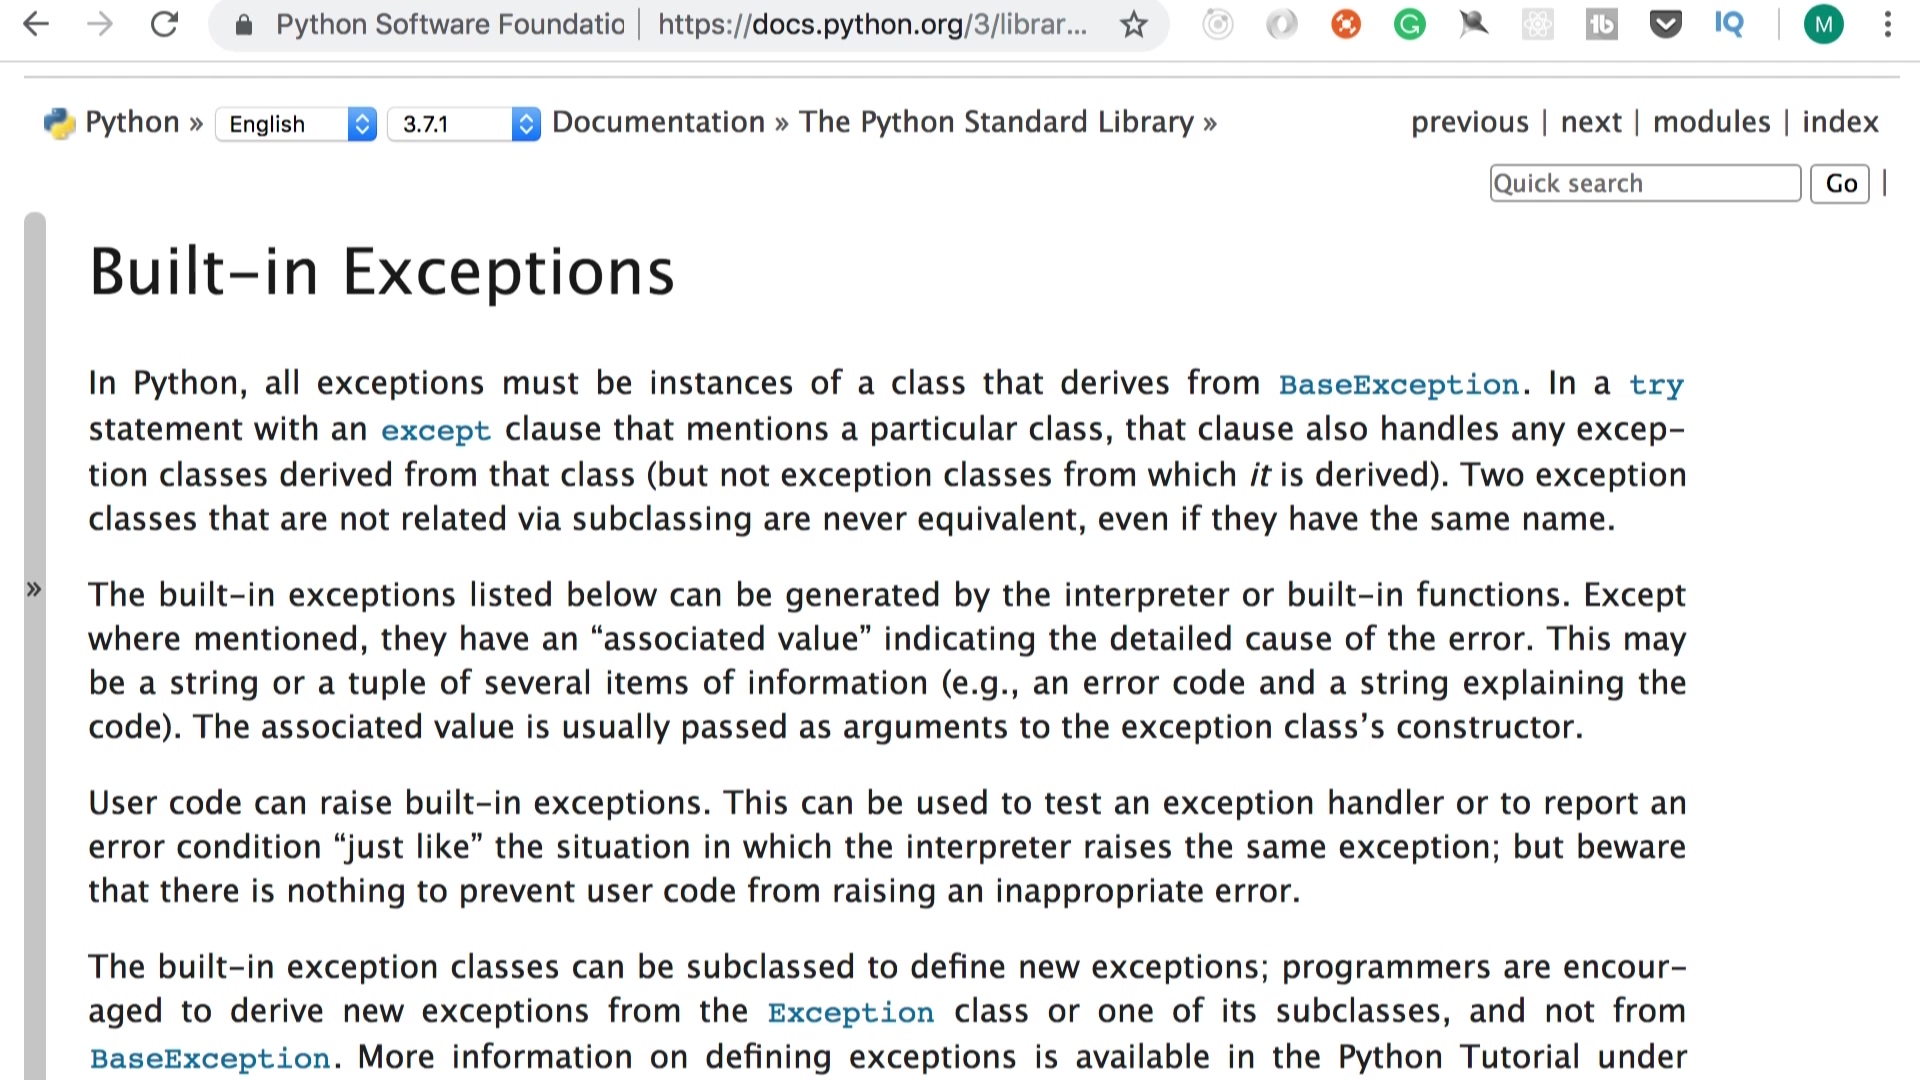 Python Software Foundatio | https://docs.python.org/3/librar...
G
1b
IQ
M
Python » English 3.7.1 Documentation » The Python Standard Library »
previous | next | modules | index
Quick search Go |
Built-in Exceptions
In Python, all exceptions must be instances of a class that derives from BaseException. In a try
statement with an except clause that mentions a particular class, that clause also handles any excep-
tion classes derived from that class (but not exception classes from which it is derived). Two exception
classes that are not related via subclassing are never equivalent, even if they have the same name.
»
The built-in exceptions listed below can be generated by the interpreter or built-in functions. Except
where mentioned, they have an “associated value” indicating the detailed cause of the error. This may
be a string or a tuple of several items of information (e.g., an error code and a string explaining the
code). The associated value is usually passed as arguments to the exception class’s constructor.
User code can raise built-in exceptions. This can be used to test an exception handler or to report an
error condition “just like” the situation in which the interpreter raises the same exception; but beware
that there is nothing to prevent user code from raising an inappropriate error.
The built-in exception classes can be subclassed to define new exceptions; programmers are encour-
aged to derive new exceptions from the Exception class or one of its subclasses, and not from
BaseException. More information on defining exceptions is available in the Python Tutorial under